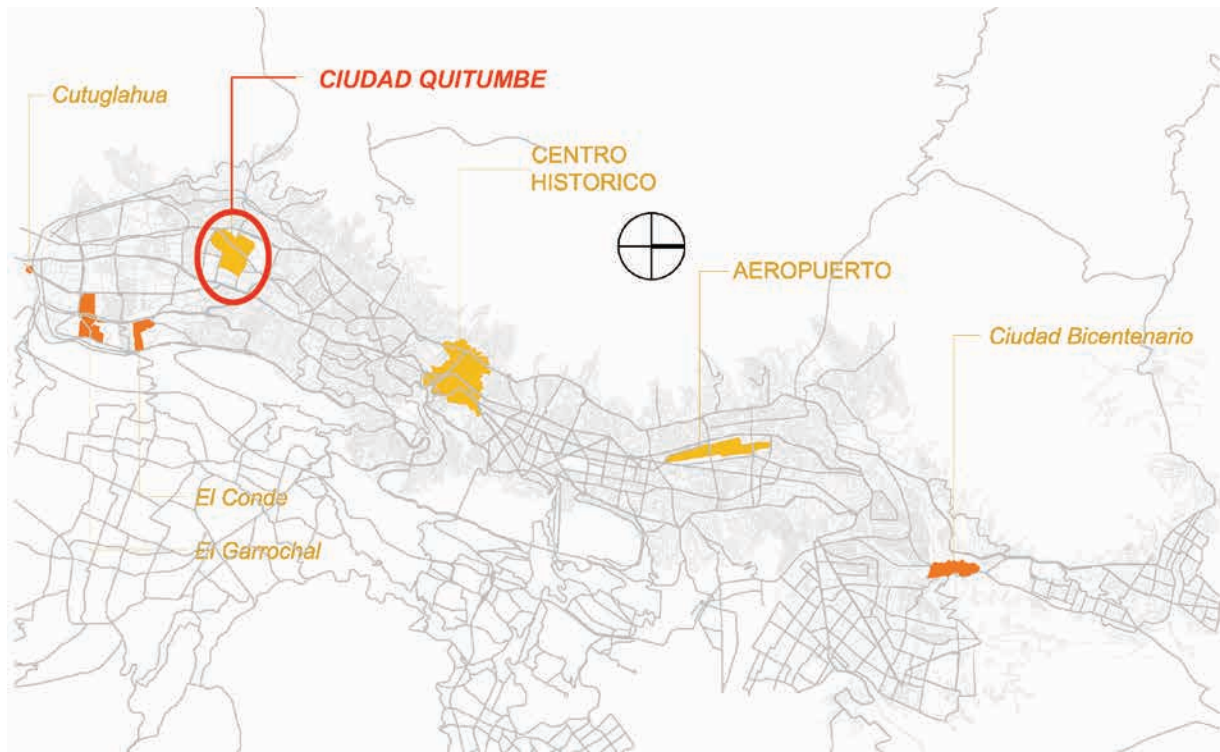 CIUDAD QUITUMBE
Cutuglahua
CENTRO
HISTORICO
AEROPUERTO
Ciudad Bicentenario
El Conde
El Garrochal